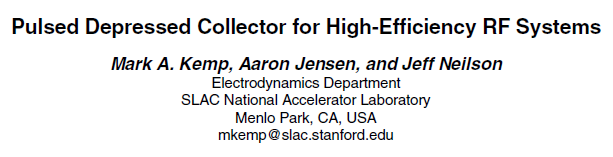 Pulsed Depressed Collector for High-Efficiency RF Systems
Mark A. Kemp, Aaron Jensen, and Jeff Neilson
Electrodynamics Department
SLAC National Accelerator Laboratory
Menlo Park, CA, USA
mkemp@slac.stanford.edu